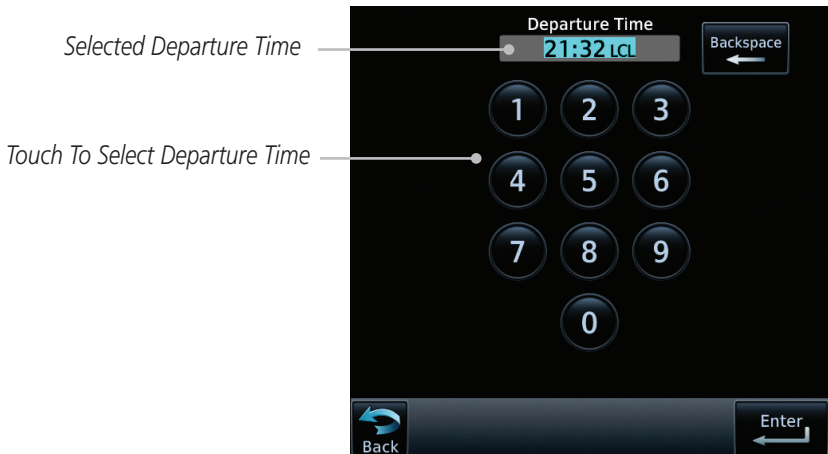 Departure Time
Selected Departure Time
21:32 LCL
Backspace
1 2 3
Touch To Select Departure Time
4 5 6
7 8 9
0
Back
Enter